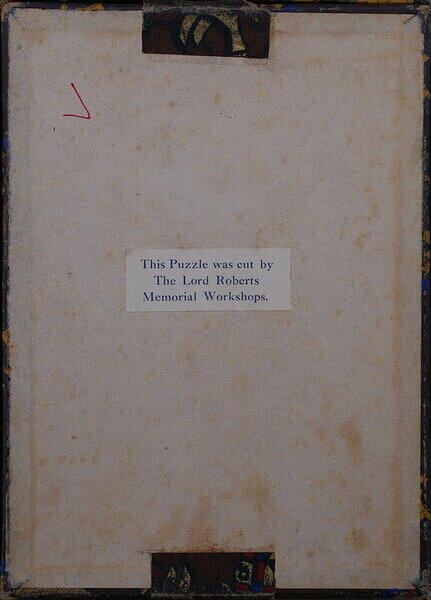 This Puzzle was cut by
The Lord Roberts
Memorial Workshops.